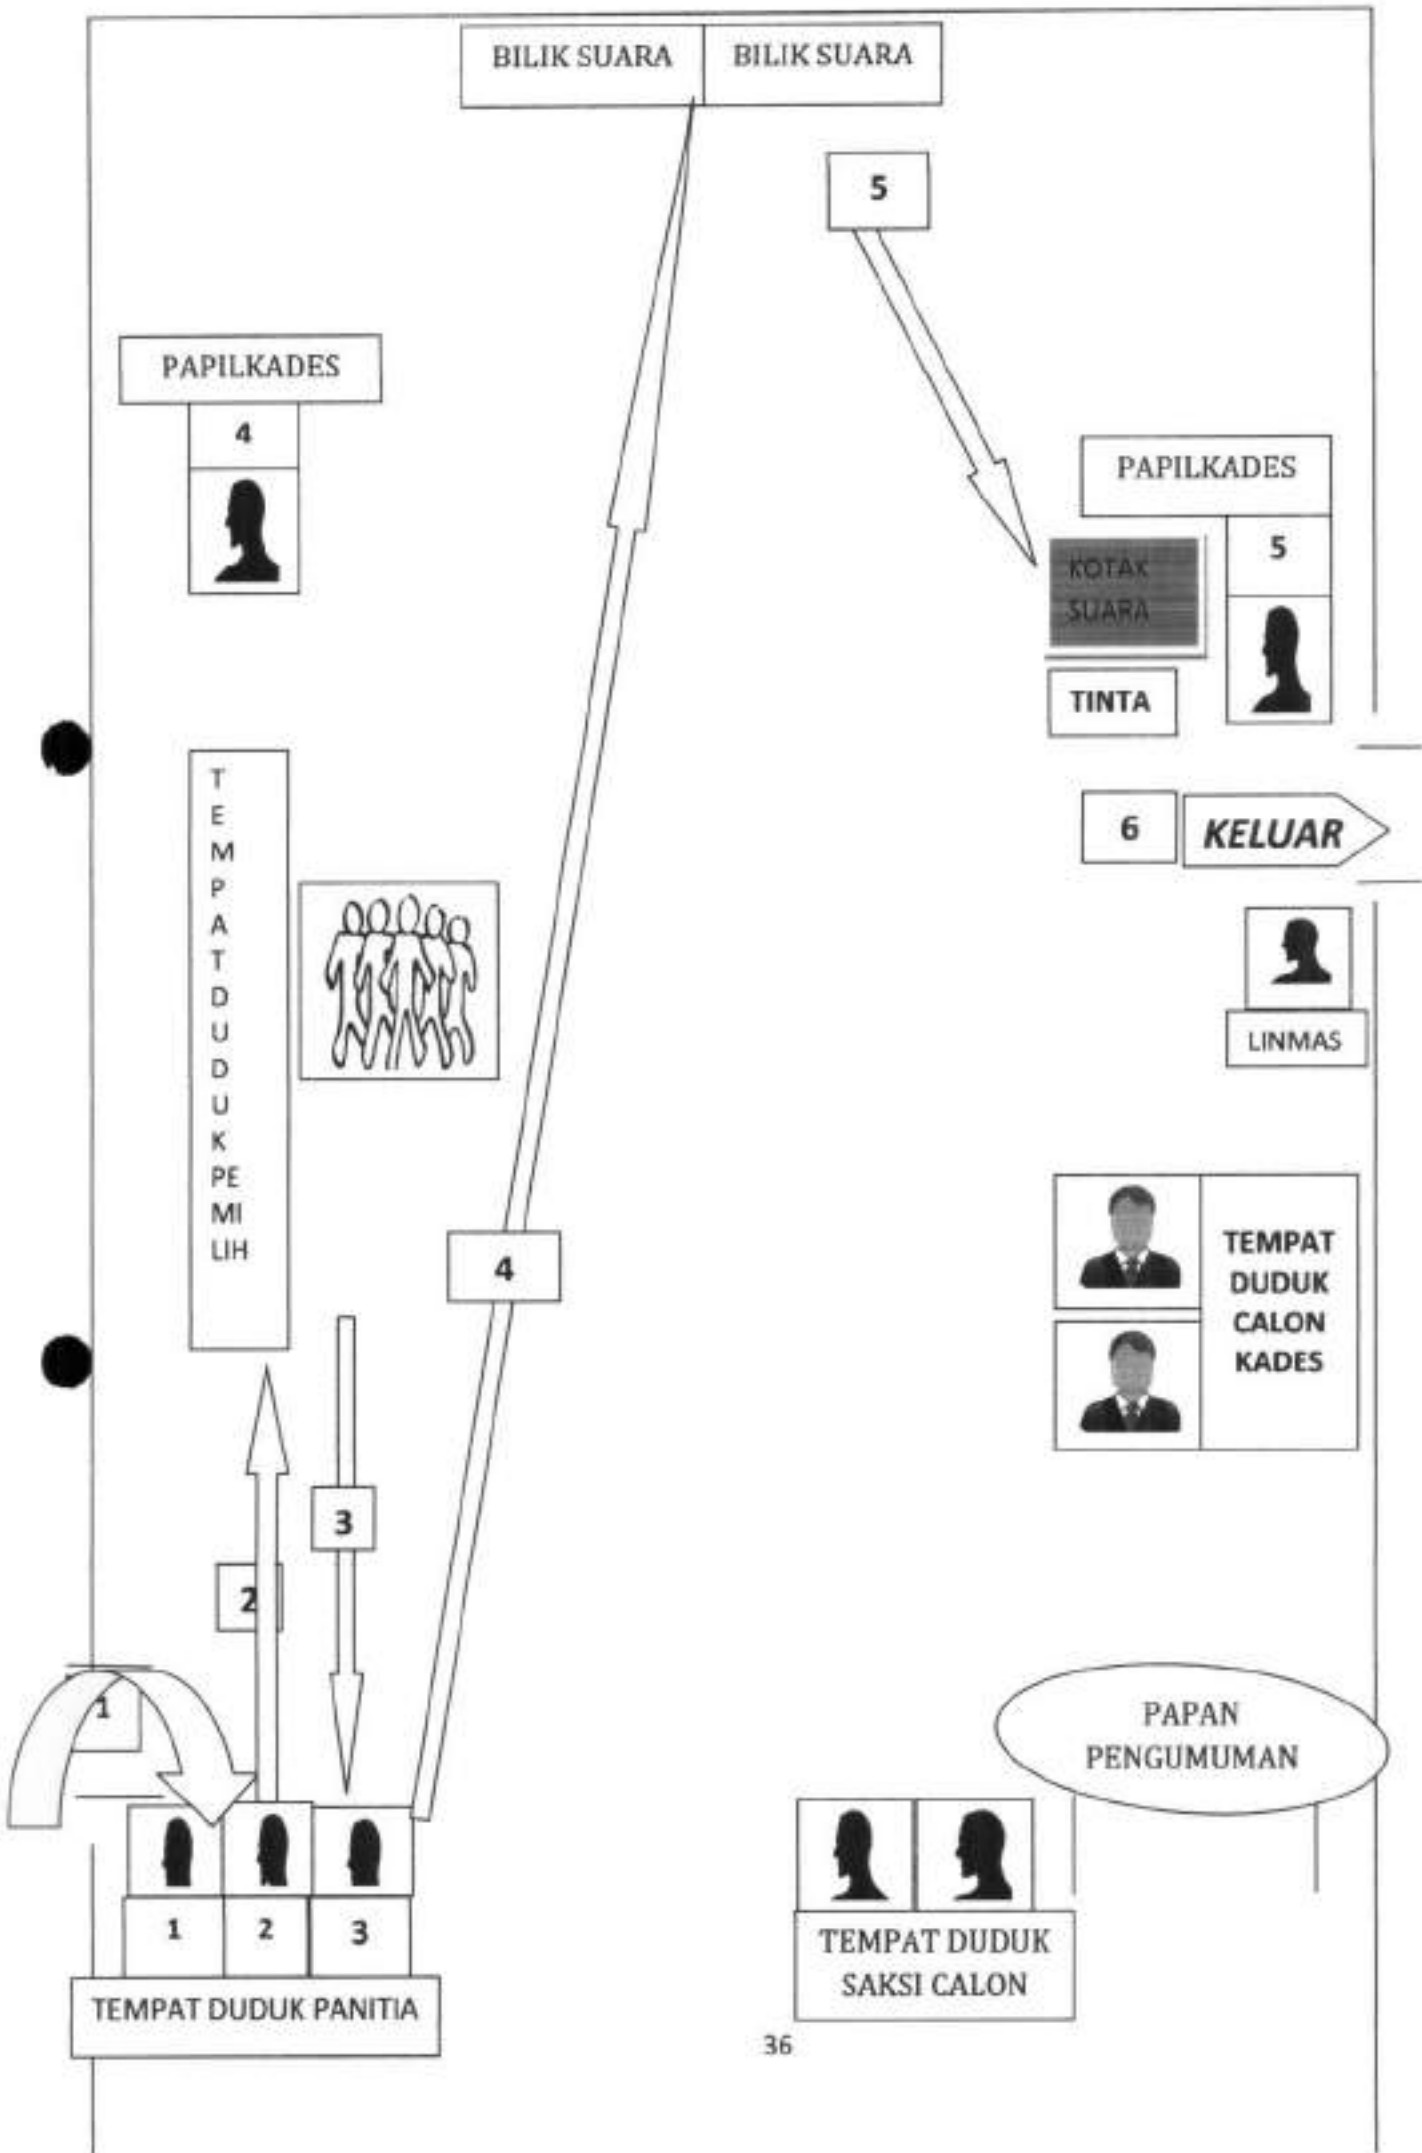 BILIK SUARA
BILIK SUARA
5
PAPILKADES
4
PAPILKADES
5
KOTAK
SUARA
TINTA
6
KELUAR
LINMAS
T
E
M
P
A
T
D
U
D
U
K
PE
MI
LIH
4
TEMPAT
DUDUK
CALON
KADES
3
2
1
PAPAN
PENGUMUMAN
1
2
3
TEMPAT DUDUK PANITIA
TEMPAT DUDUK
SAKSI CALON
36